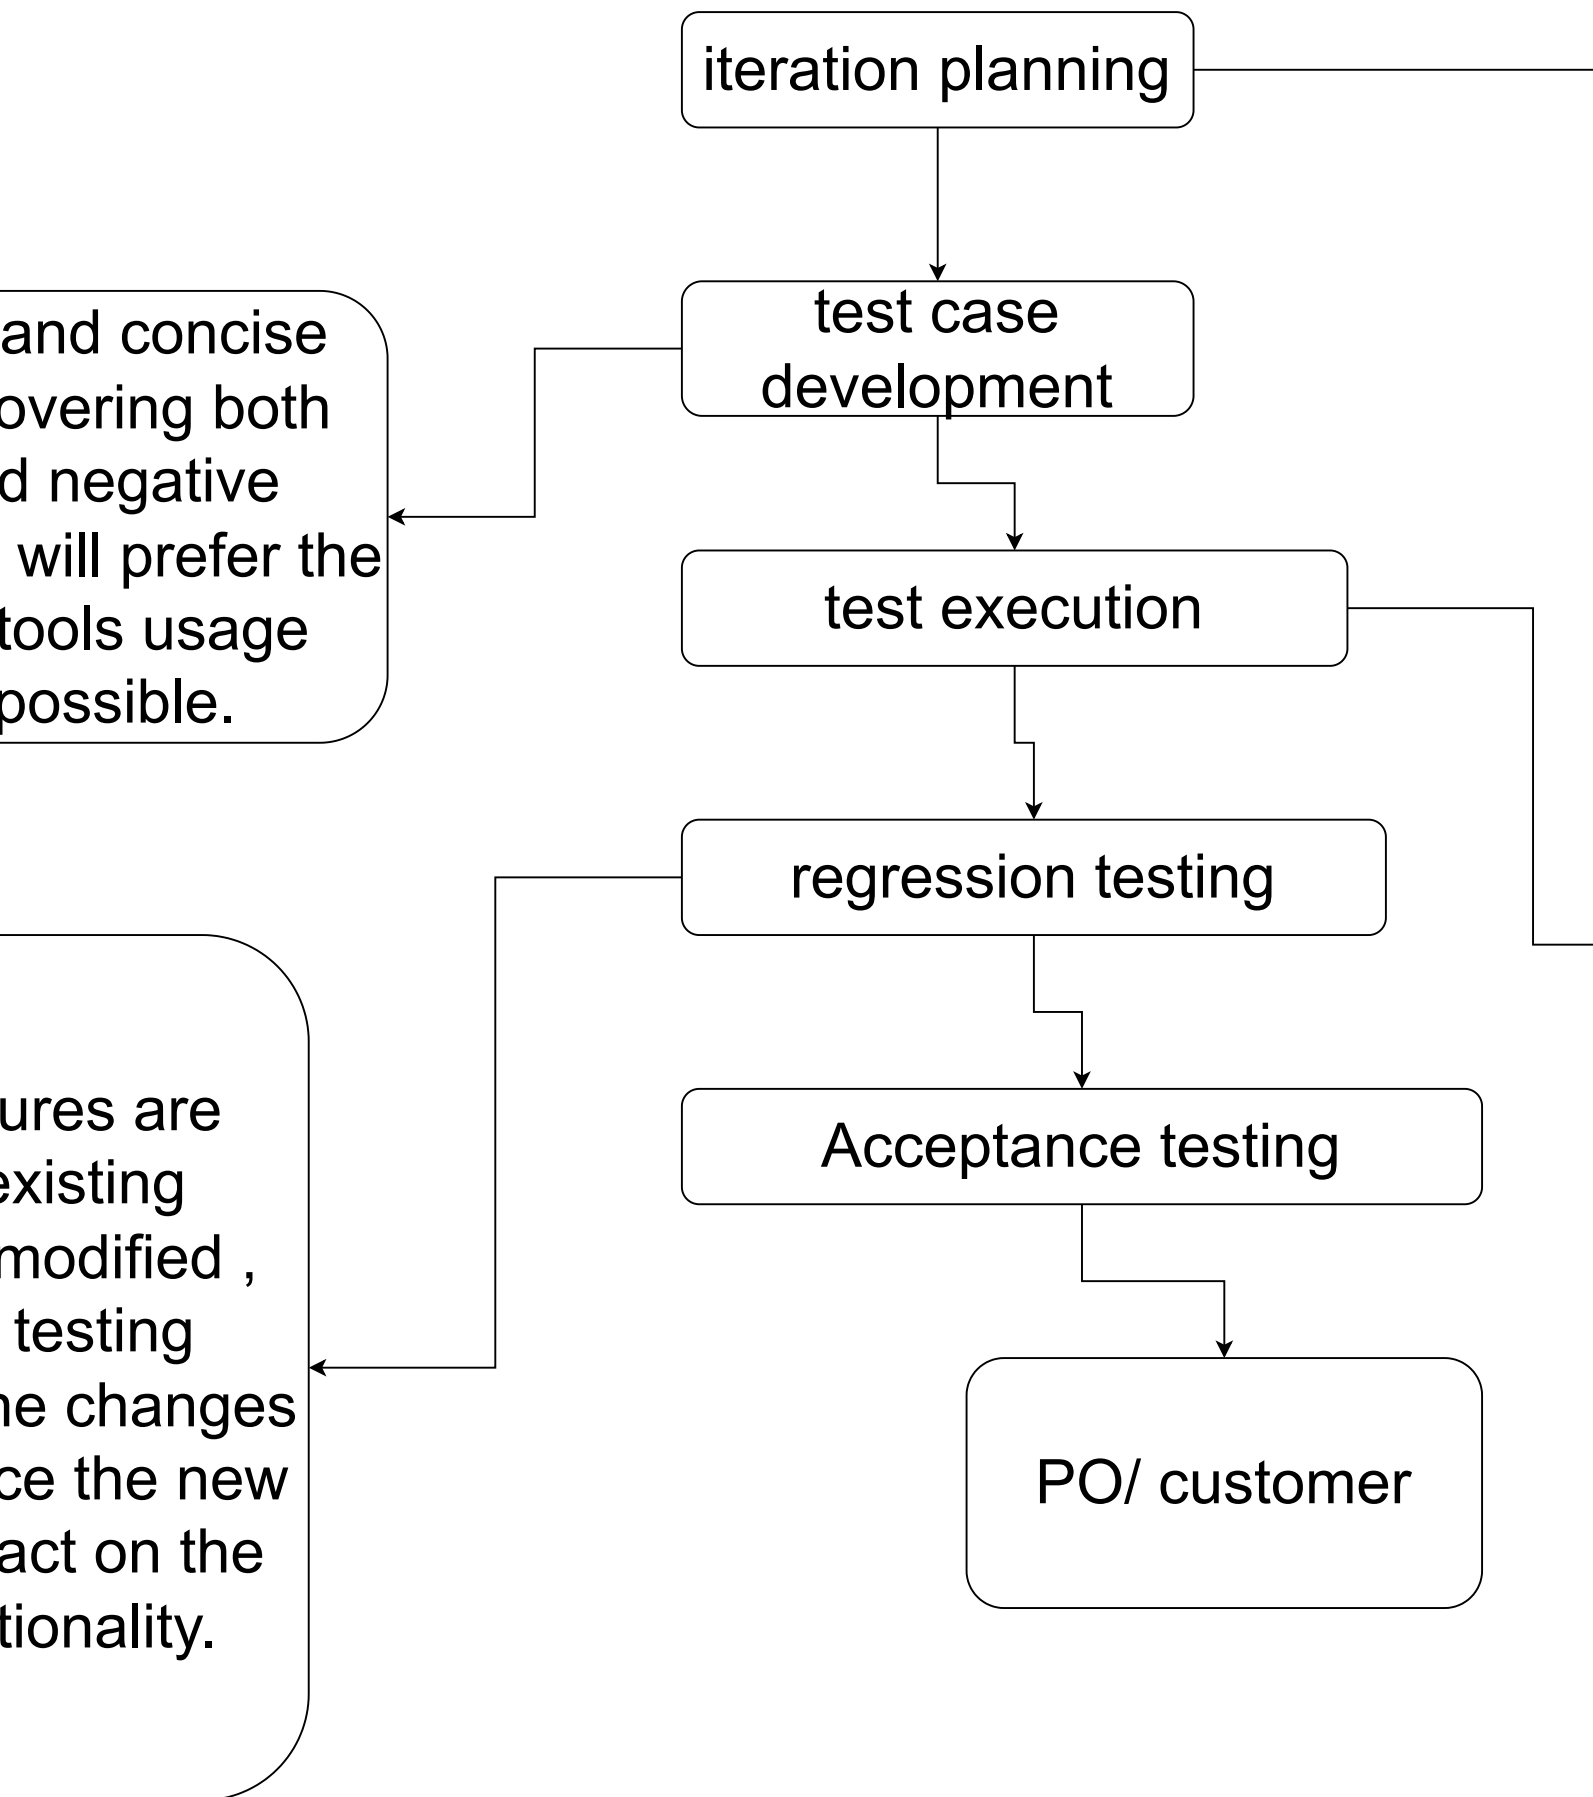 iteration planning
test case
development
and concise
overing both
d negative
will prefer the
tools usage
possible.
test execution
regression testing
ures are
existing
modified ,
testing
he changes
ce the new
act on the
tionality.
Acceptance testing
PO/ customer